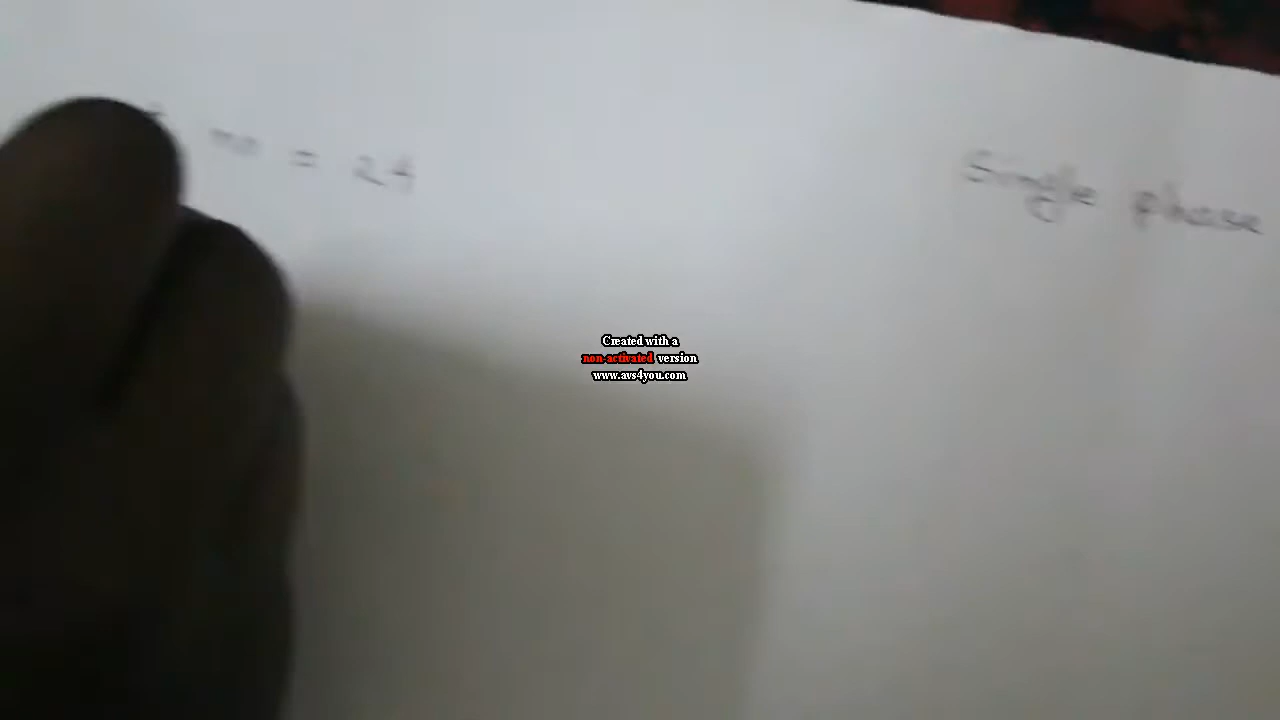 no = 24
Single phase
Created with a
non-activated version
www.avs4you.com